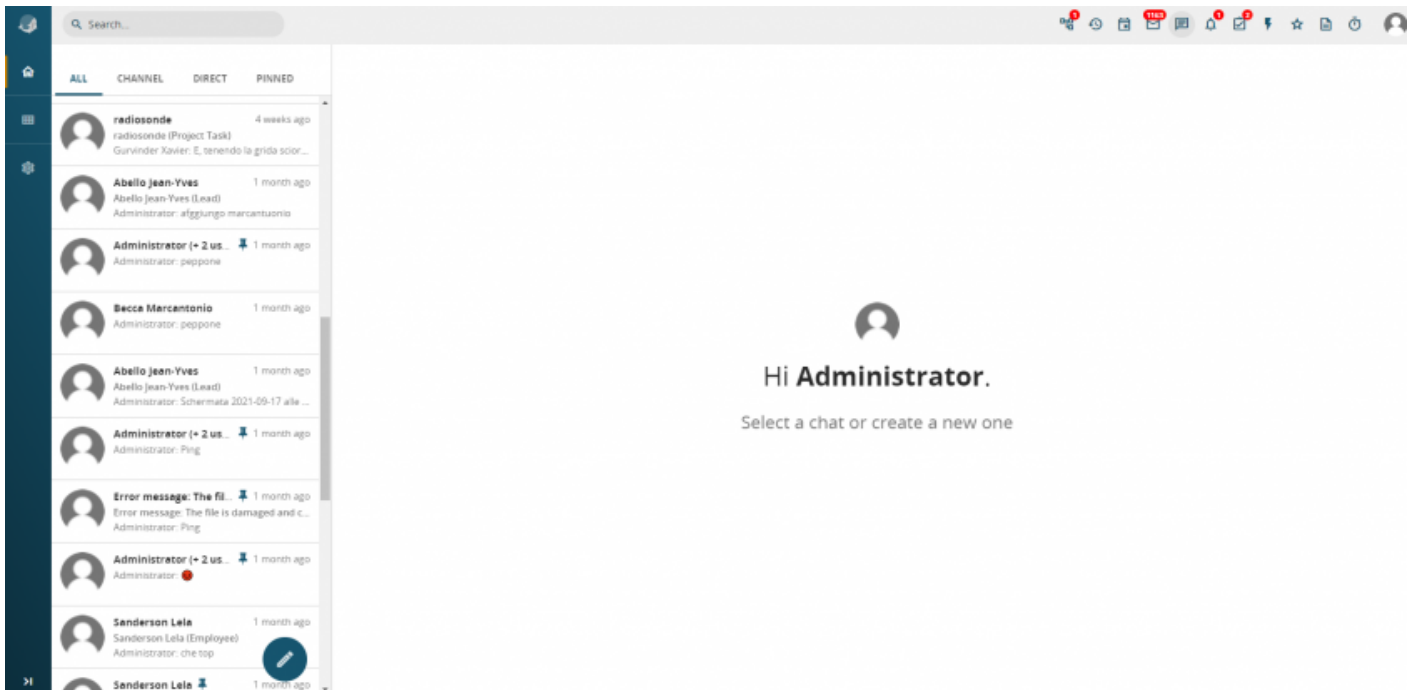 Search...
1
1163
1
2
ALL CHANNEL DIRECT PINNED
radiosonde 4 weeks ago
radiosonde (Project Task)
Gurvinder Xavier: E, tenendo la grida scior...
Abello Jean-Yves 1 month ago
Abello Jean-Yves (Lead)
Administrator: afggiungo marcantuonio
Administrator (+ 2 us... 1 month ago
Administrator: peppone
Becca Marcantonio 1 month ago
Administrator: peppone
Abello Jean-Yves 1 month ago
Abello Jean-Yves (Lead)
Administrator: Schermata 2021-09-17 alle ...
Administrator (+ 2 us... 1 month ago
Administrator: Ping
Error message: The fil... 1 month ago
Error message: The file is damaged and c...
Administrator: Ping
Administrator (+ 2 us... 1 month ago
Administrator:
Sanderson Lela 1 month ago
Sanderson Lela (Employee)
Administrator: che top
Sanderson Lela 1 month ago
Hi Administrator.
Select a chat or create a new one